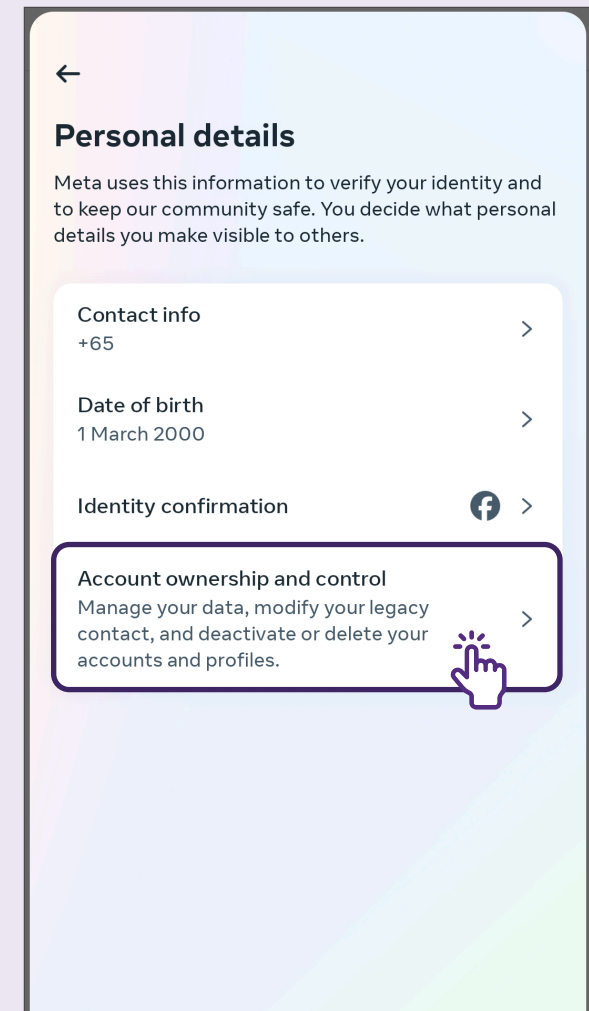 Personal details
Meta uses this information to verify your identity and
to keep our community safe. You decide what personal
details you make visible to others.
Contact info
+65
Date of birth
1 March 2000
Identity confirmation
Account ownership and control
Manage your data, modify your legacy
contact, and deactivate or delete your
accounts and profiles.